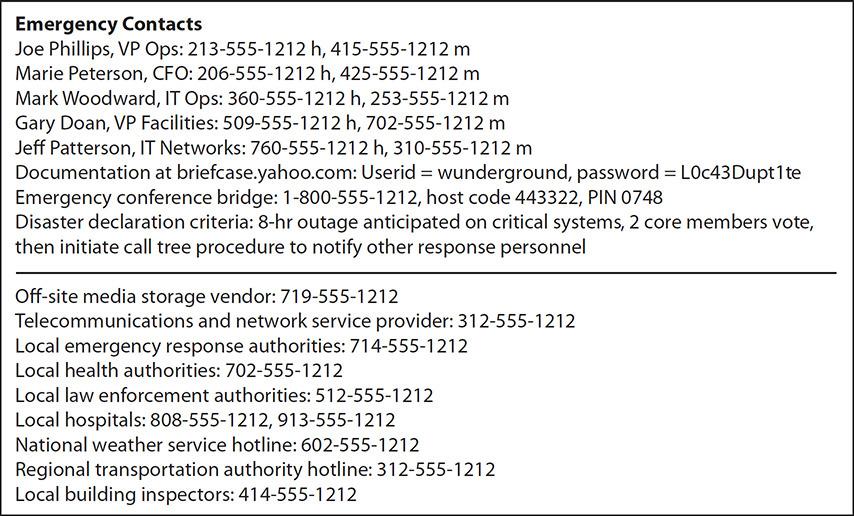 Emergency Contacts
Joe Phillips, VP Ops: 213-555-1212 h, 415-555-1212 m
Marie Peterson, CFO: 206-555-1212 h, 425-555-1212 m
Mark Woodward, IT Ops: 360-555-1212 h, 253-555-1212 m
Gary Doan, VP Facilities: 509-555-1212 h, 702-555-1212 m
Jeff Patterson, IT Networks: 760-555-1212 h, 310-555-1212 m
Documentation at briefcase.yahoo.com: Userid = wunderground, password = L0c43Dupt1te
Emergency conference bridge: 1-800-555-1212, host code 443322, PIN 0748
Disaster declaration criteria: 8-hr outage anticipated on critical systems, 2 core members vote,
then initiate call tree procedure to notify other response personnel
Off-site media storage vendor: 719-555-1212
Telecommunications and network service provider: 312-555-1212
Local emergency response authorities: 714-555-1212
Local health authorities: 702-555-1212
Local law enforcement authorities: 512-555-1212
Local hospitals: 808-555-1212, 913-555-1212
National weather service hotline: 602-555-1212
Regional transportation authority hotline: 312-555-1212
Local building inspectors: 414-555-1212